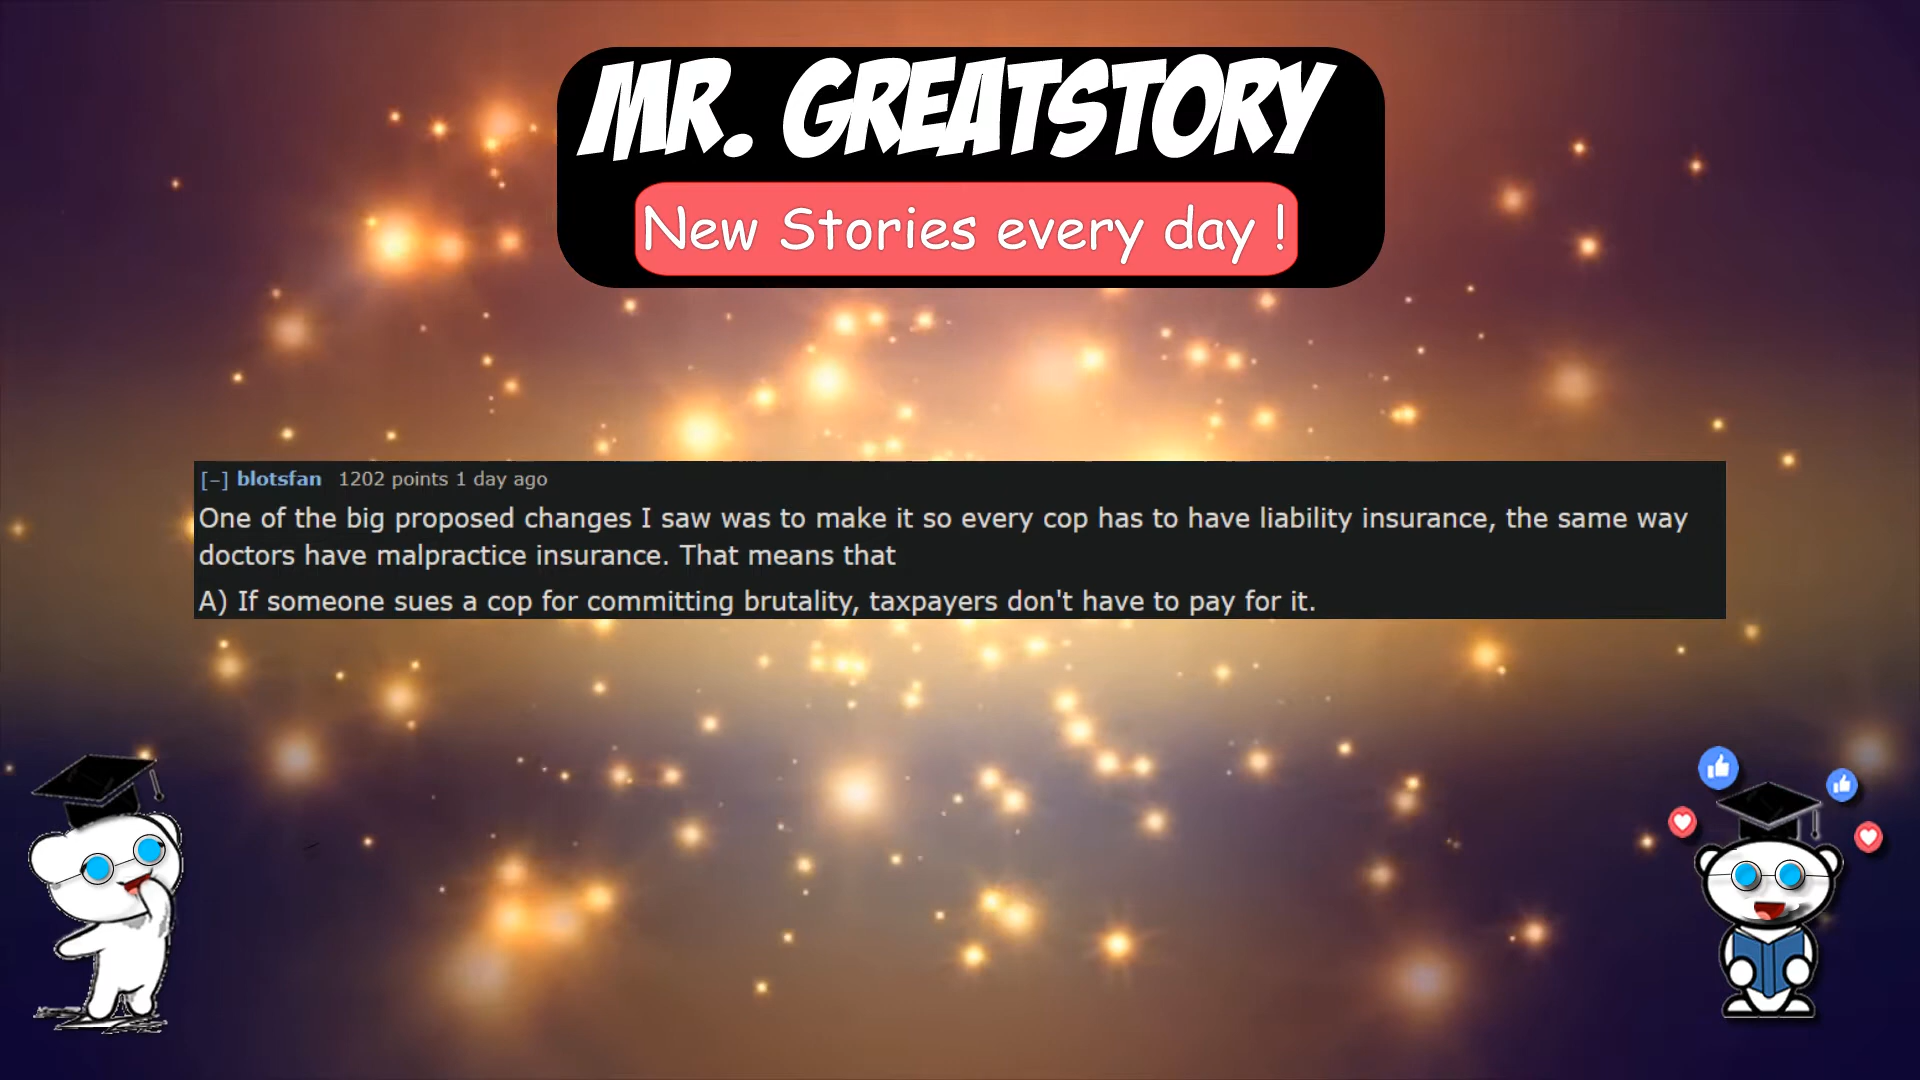 MR. GREATSTORY
New Stories every day !
[–] blotsfan 1202 points 1 day ago
One of the big proposed changes I saw was to make it so every cop has to have liability insurance, the same way
doctors have malpractice insurance. That means that
A) If someone sues a cop for committing brutality, taxpayers don't have to pay for it.